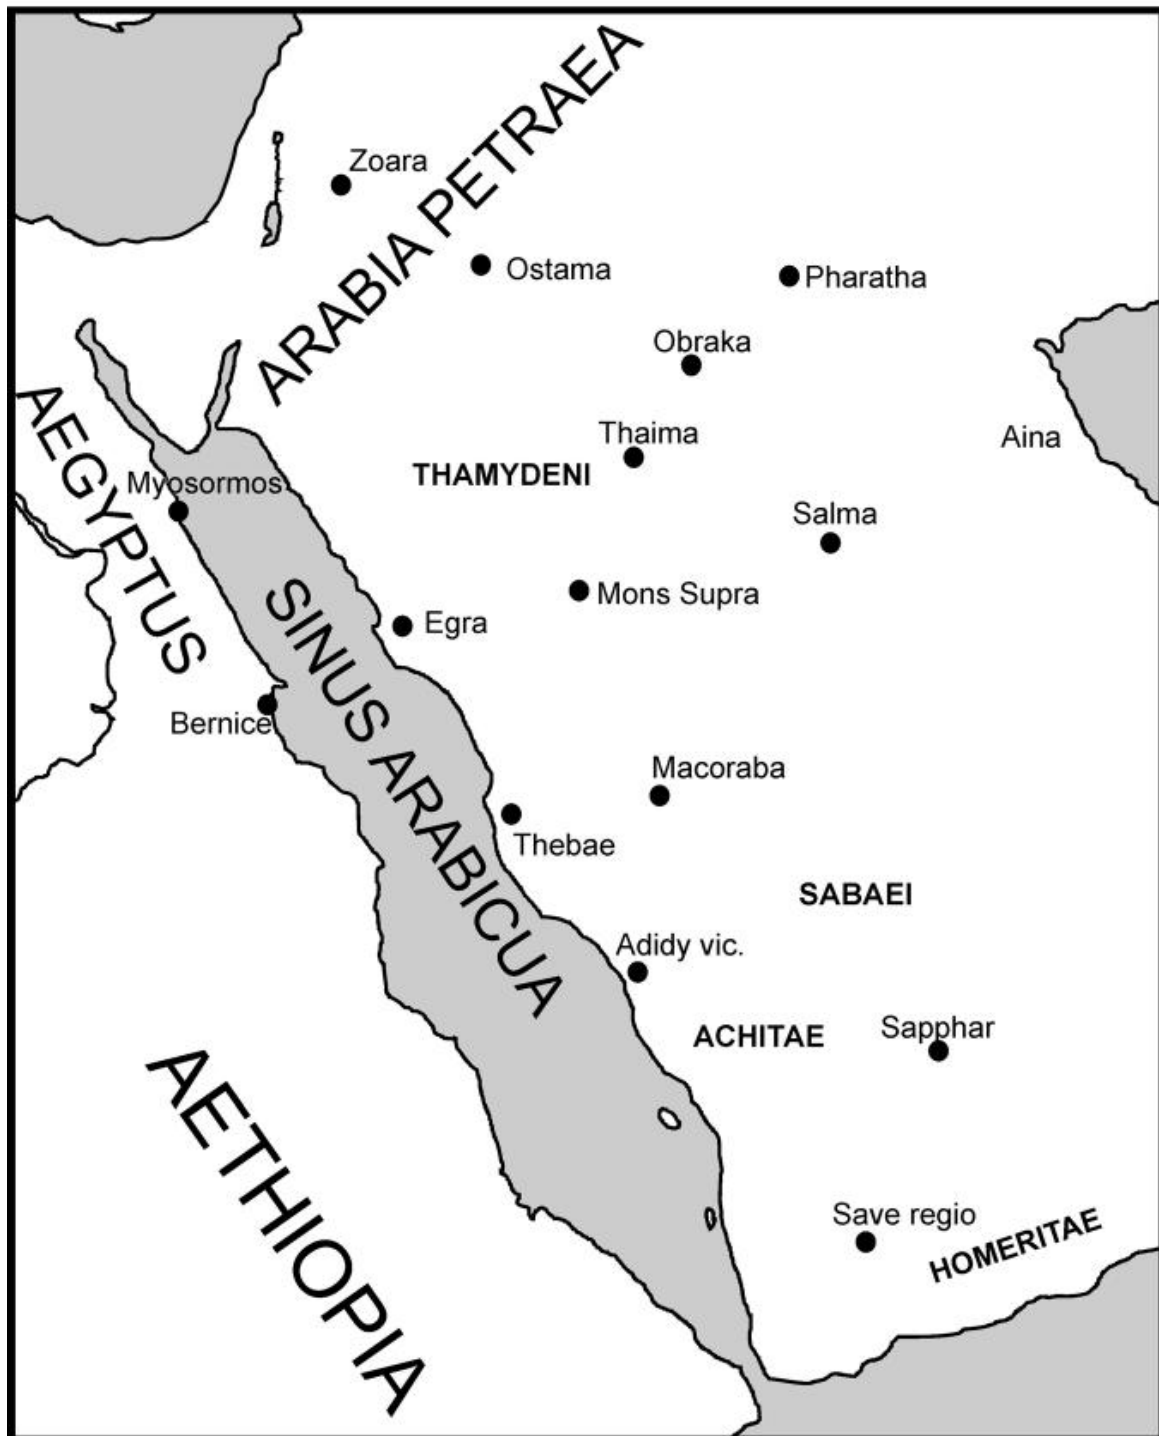 Zoara
ARABIA PETRAEA
Ostama
Pharatha
Obraka
AEGYPTUS
Thaima
Aina
THAMYDENI
Myosormos
Salma
Mons Supra
Egra
SINUS ARABICUA
Bernice
Macoraba
Thebae
SABAEI
Adidy vic.
ACHITAE
Sapphar
AETHIOPIA
Save regio
HOMERITAE